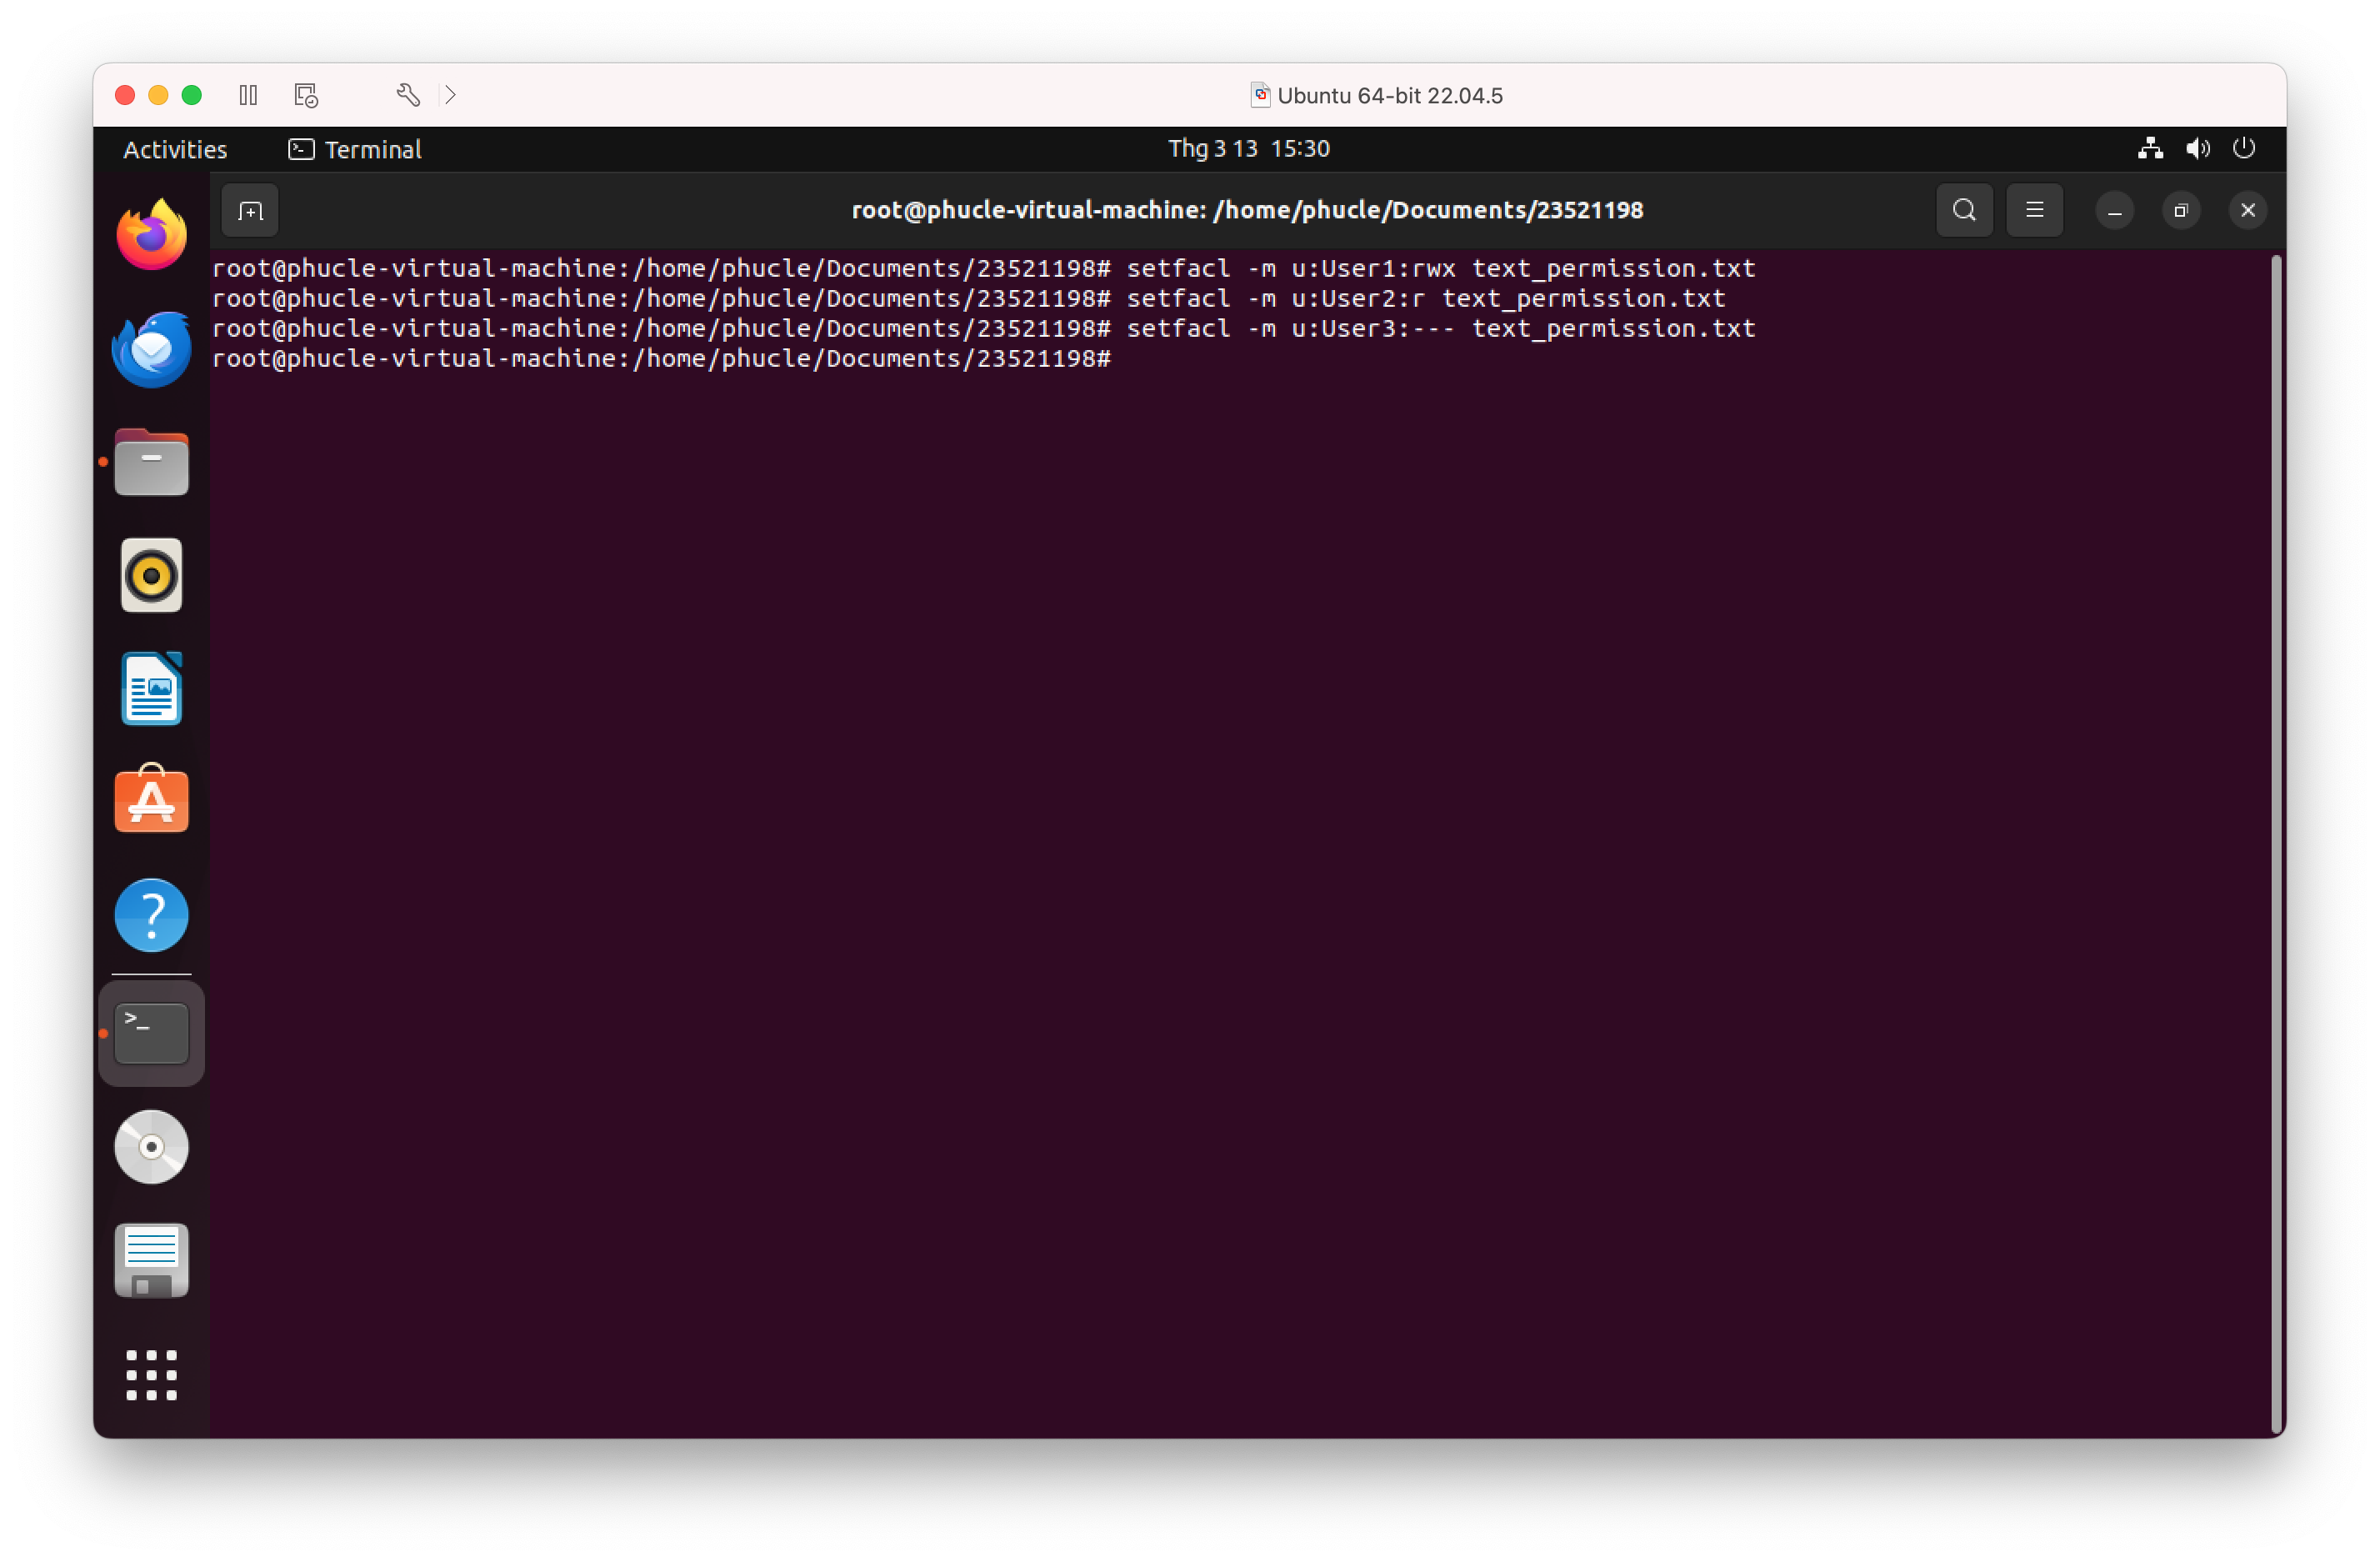 Ubuntu 64-bit 22.04.5
Activities
Terminal
Thg 3 13 15:30
root@phucle-virtual-machine: /home/phucle/Documents/23521198
root@phucle-virtual-machine:/home/phucle/Documents/23521198# setfacl -m u:User1:rwx text_permission.txt
root@phucle-virtual-machine:/home/phucle/Documents/23521198# setfacl -m u:User2:r text_permission.txt
root@phucle-virtual-machine:/home/phucle/Documents/23521198# setfacl -m u:User3:--- text_permission.txt
root@phucle-virtual-machine:/home/phucle/Documents/23521198#